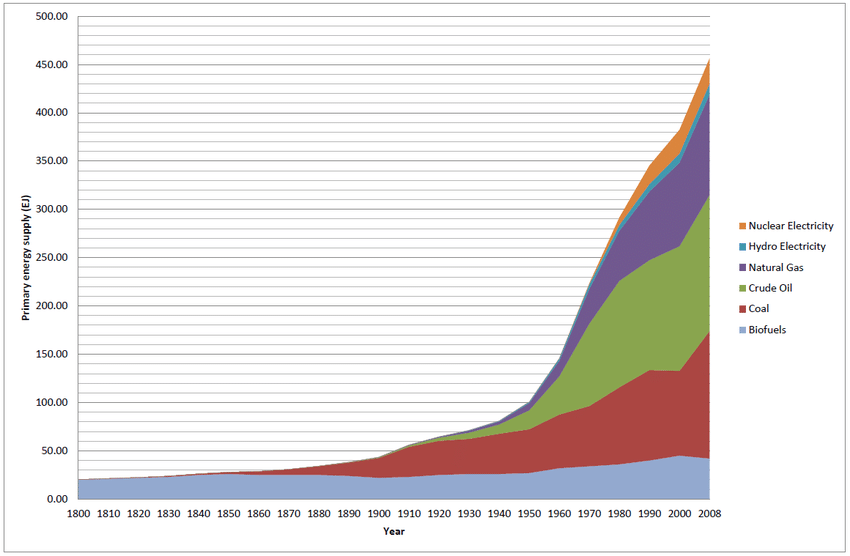 500.00
450.00
400.00
350.00
300.00
250.00
200.00
150.00
100.00
50.00
0.00
Primary energy supply (EJ)
1800 1810 1820 1830 1840 1850 1860 1870 1880 1890 1900 1910 1920 1930 1940 1950 1960 1970 1980 1990 2000 2008
Year
Nuclear Electricity
Hydro Electricity
Natural Gas
Crude Oil
Coal
Biofuels